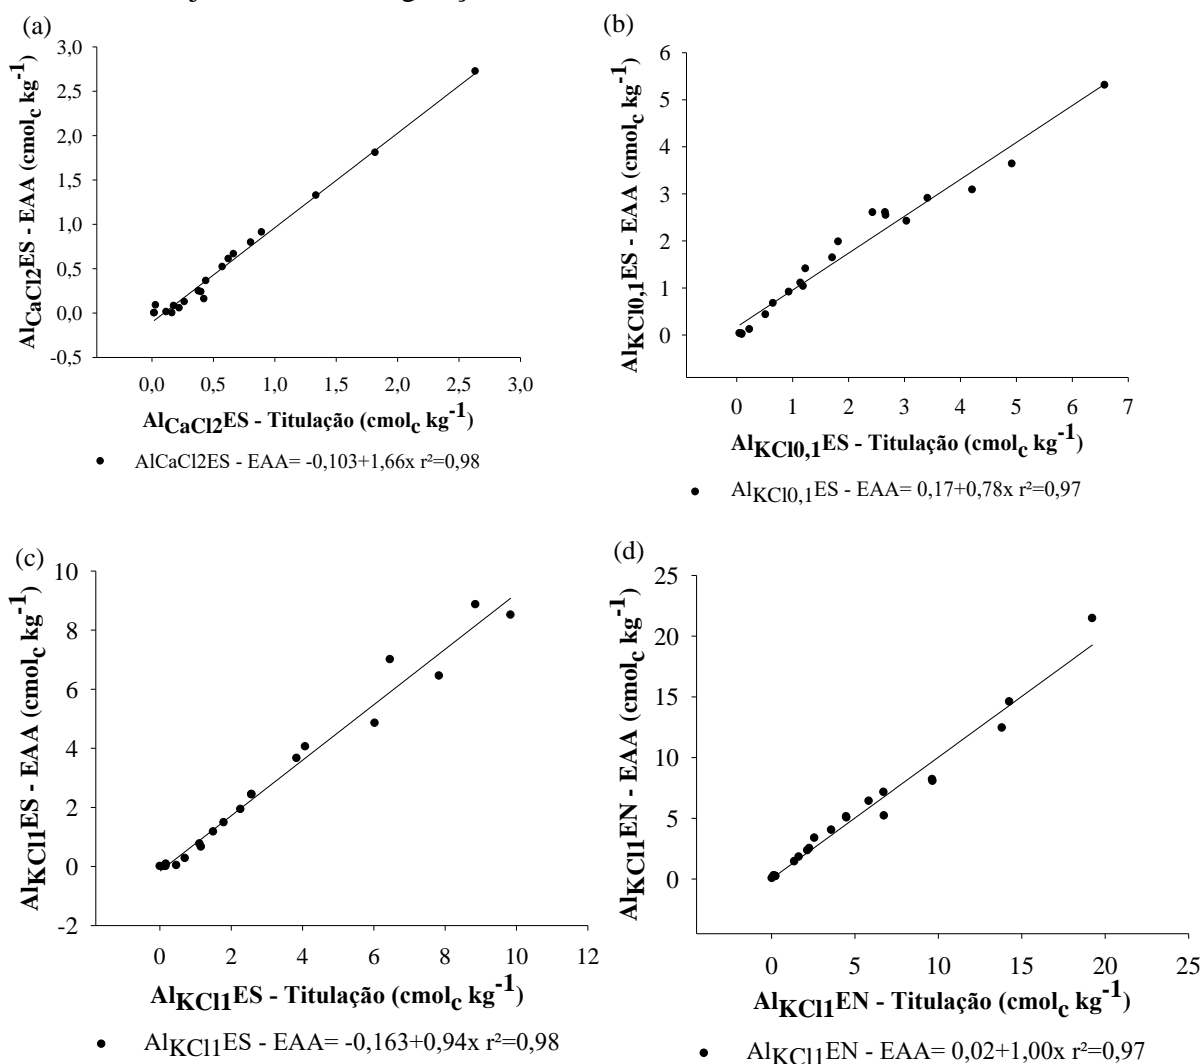 (a)
3,0
2,5
2,0
1,5
1,0
0,5
0,0
-0,5
AlCaCl2ES - EAA (cmolc kg-1)
0,0 0,5 1,0 1,5 2,0 2,5 3,0
AlCaCl2ES - Titulação (cmolc kg-1)
• AlCaCl2ES - EAA= -0,103+1,66x r²=0,98
(b)
6
5
4
3
2
1
0
AlKCl0,1ES - EAA (cmolc kg-1)
0 1 2 3 4 5 6 7
AlKCl0,1ES - Titulação (cmolc kg-1)
• AlKCl0,1ES - EAA= 0,17+0,78x r²=0,97
(c)
10
8
6
4
2
0
-2
AlKCl1ES - EAA (cmolc kg-1)
0 2 4 6 8 10 12
AlKCl1ES - Titulação (cmolc kg-1)
• AlKCl1ES - EAA= -0,163+0,94x r²=0,98
(d)
25
20
15
10
5
0
AlKCl1EN - EAA (cmolc kg-1)
0 5 10 15 20 25
AlKCl1EN - Titulação (cmolc kg-1)
• AlKCl1EN - EAA= 0,02+1,00x r²=0,97